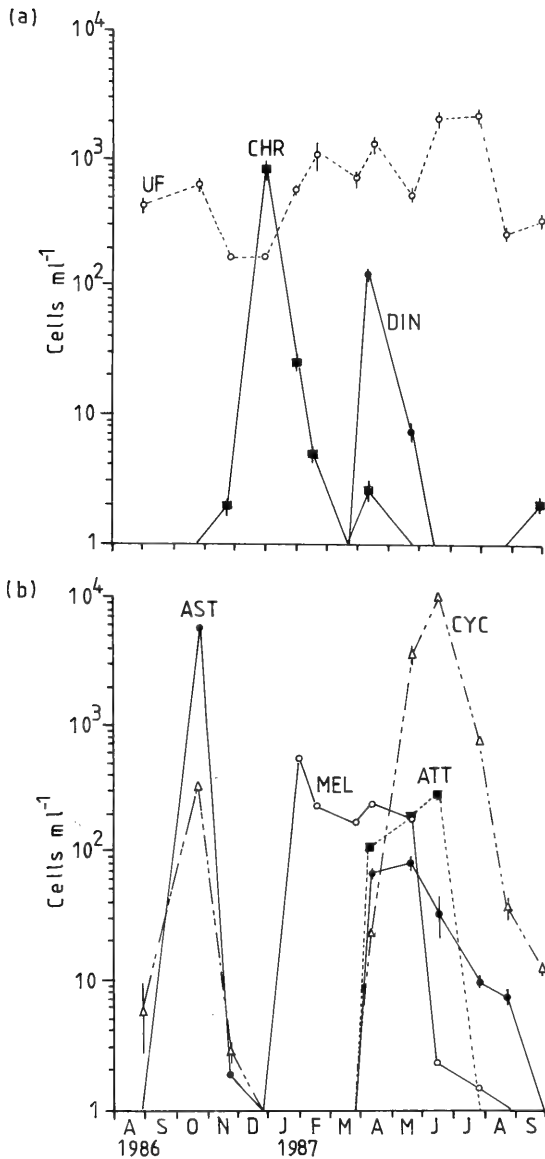 (a)
10⁴
10³
10²
10
1
Cells ml⁻¹
UF
CHR
DIN
(b)
10⁴
10³
10²
10
1
Cells ml⁻¹
AST
CYC
MEL
ATT
A S O N D J F M A M J J A S
1986 1987